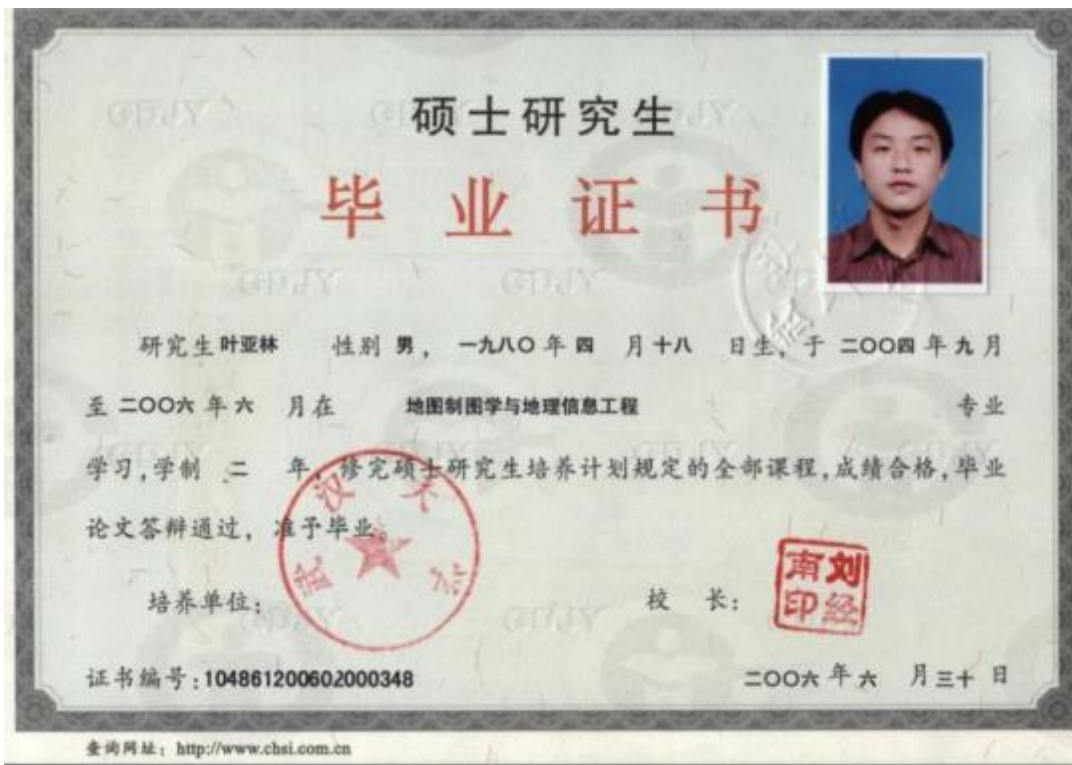 硕士研究生
毕业证书
研究生叶亚林 性别 男, 一九八〇年 四 月十八 日生, 于 二〇〇四 年 九 月
至 二〇〇六 年 六 月在 地图制图学与地理信息工程 专业
学习,学制 二 年, 修完硕士研究生培养计划规定的全部课程,成绩合格,毕业
论文答辩通过, 准予毕业。
武汉大学
培养单位: 校 长: 刘经南印
证书编号:104861200602000348 二〇〇六 年 六 月三十 日
查询网址: http://www.chsi.com.cn